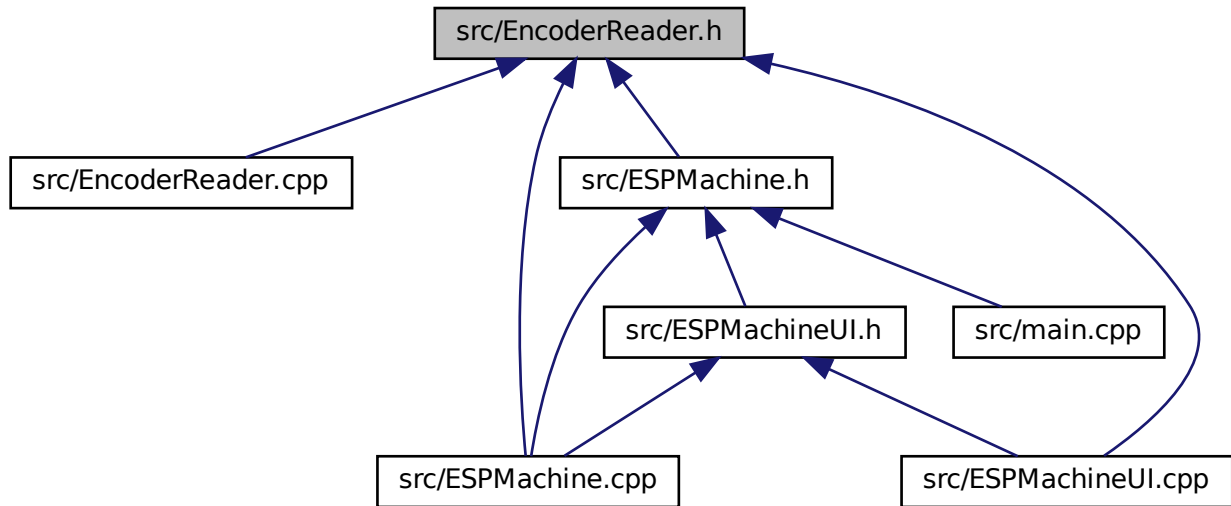 src/EncoderReader.h
src/EncoderReader.cpp
src/ESPMachine.h
src/ESPMachineUI.h
src/main.cpp
src/ESPMachine.cpp
src/ESPMachineUI.cpp